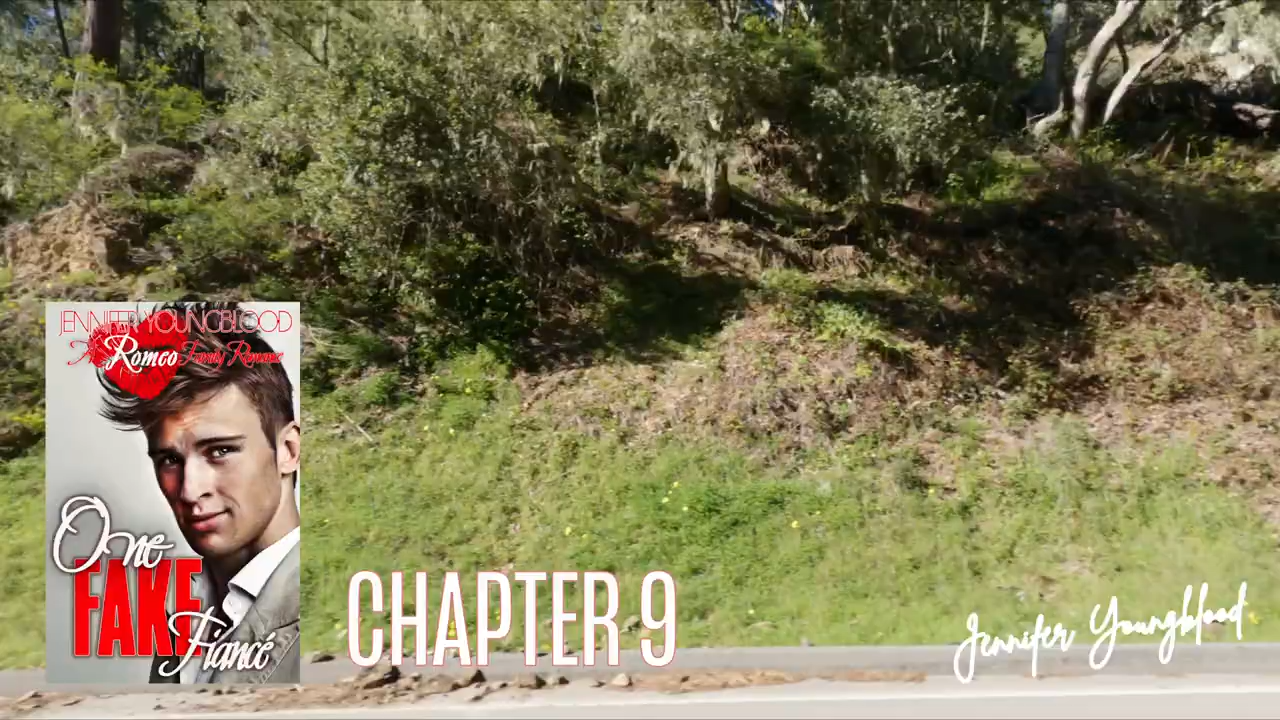 JENNIFER YOUNGBLOOD
A Romeo Family Romance
One
FAKE
Fiancé
CHAPTER 9
Jennifer Youngblood